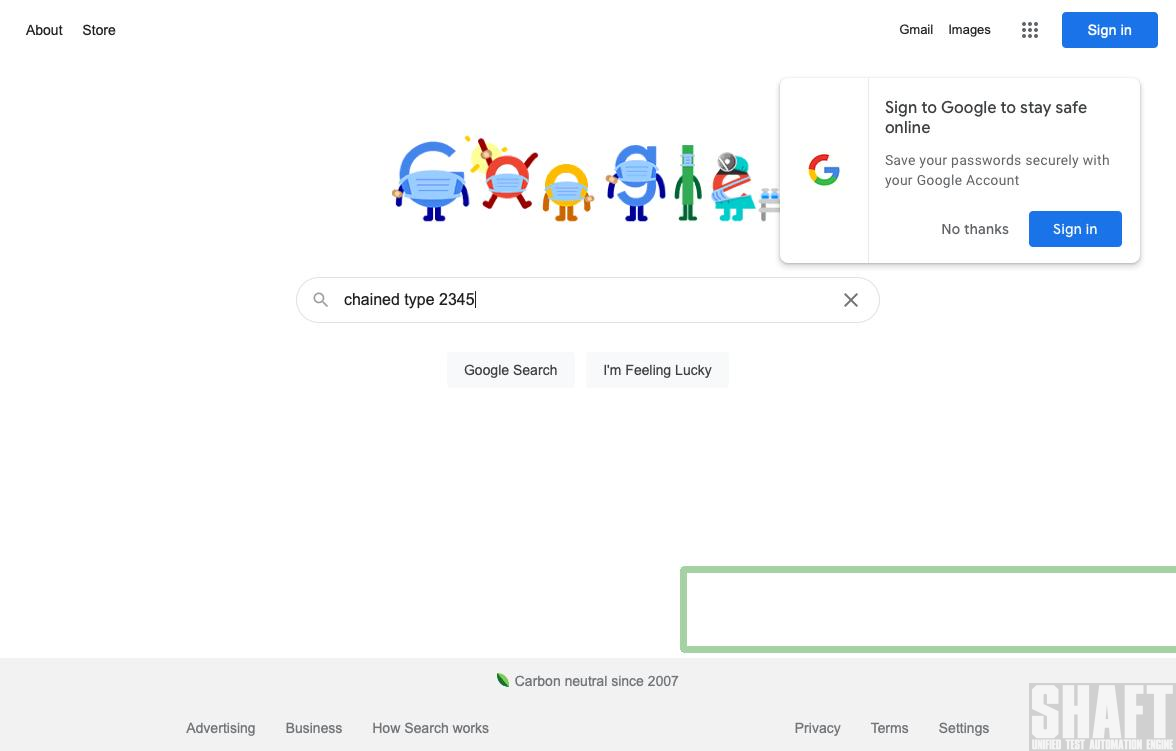 About Store
Gmail Images Sign in
Google
Sign to Google to stay safe
online
Save your passwords securely with
your Google Account
No thanks Sign in
chained type 2345
Google Search I'm Feeling Lucky
Carbon neutral since 2007
Advertising Business How Search works
Privacy Terms Settings
SHAFT
UNIFIED TEST AUTOMATION ENGINE